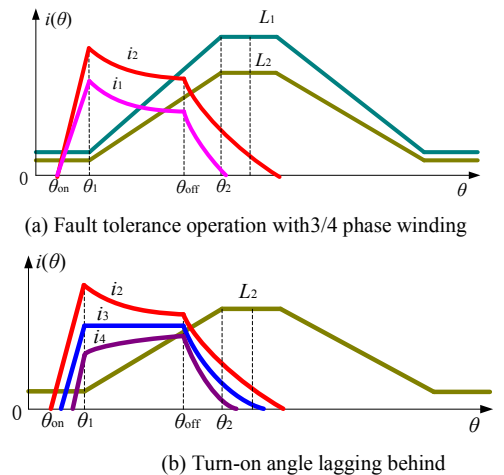 i(θ)
L1
i2
L2
i1
0
θon
θ1
θoff
θ2
θ
(a) Fault tolerance operation with3/4 phase winding
i(θ)
i2
L2
i3
i4
0
θon
θ1
θoff
θ2
θ
(b) Turn-on angle lagging behind